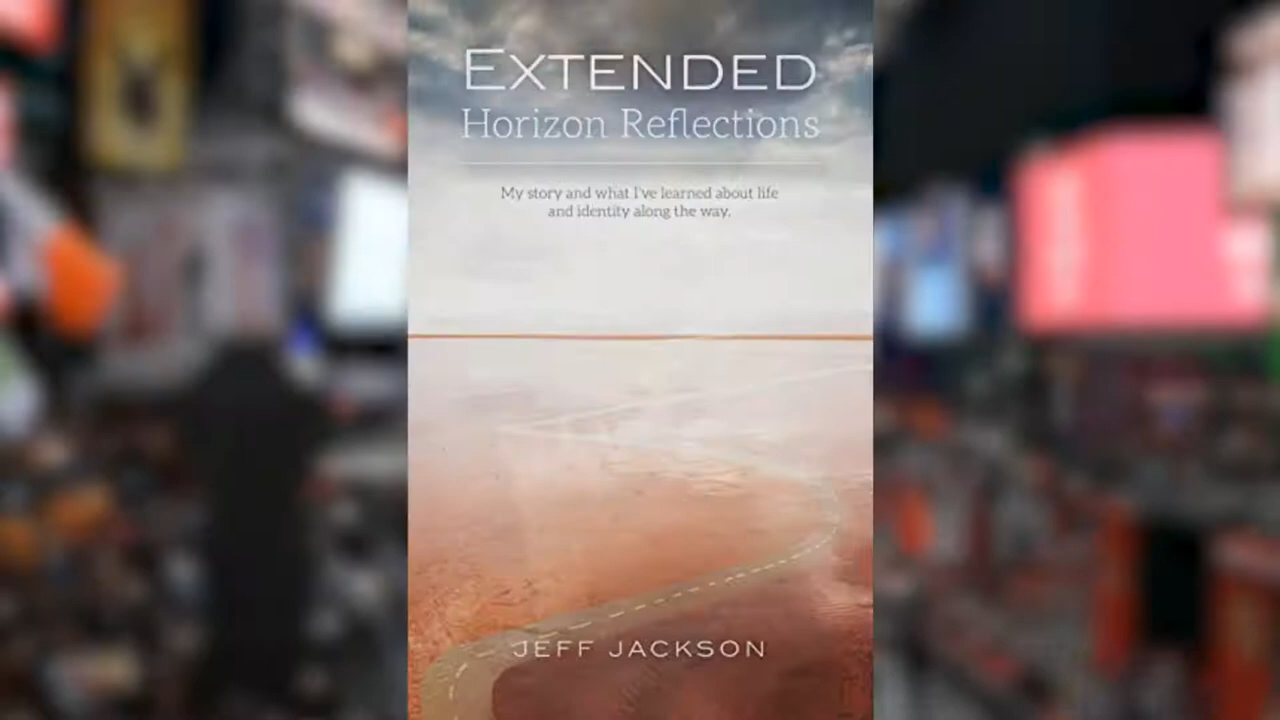 EXTENDED
Horizon Reflections
My story and what I've learned about life
and identity along the way.
JEFF JACKSON